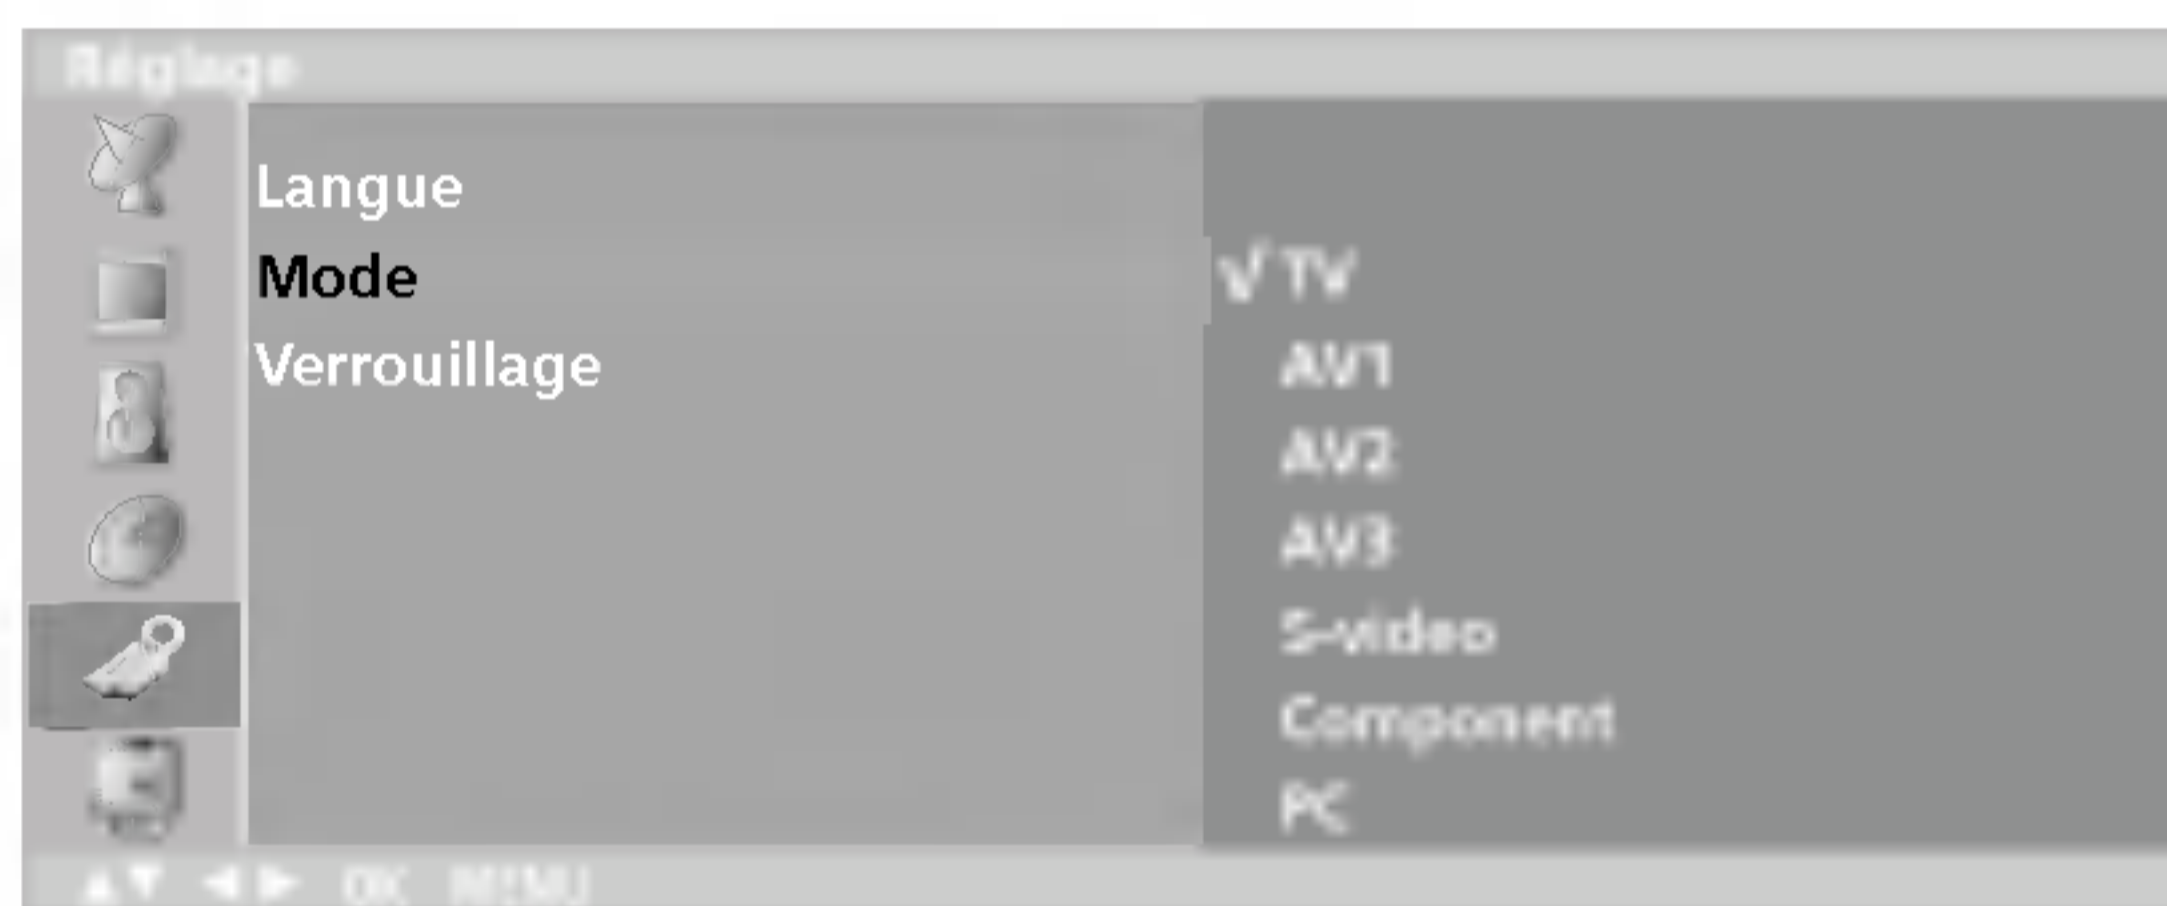 Réglage
Langue
Mode
Verrouillage
√ TV
AV1
AV2
AV3
S-video
Component
PC
▲▼ ◀▶ OK MENU